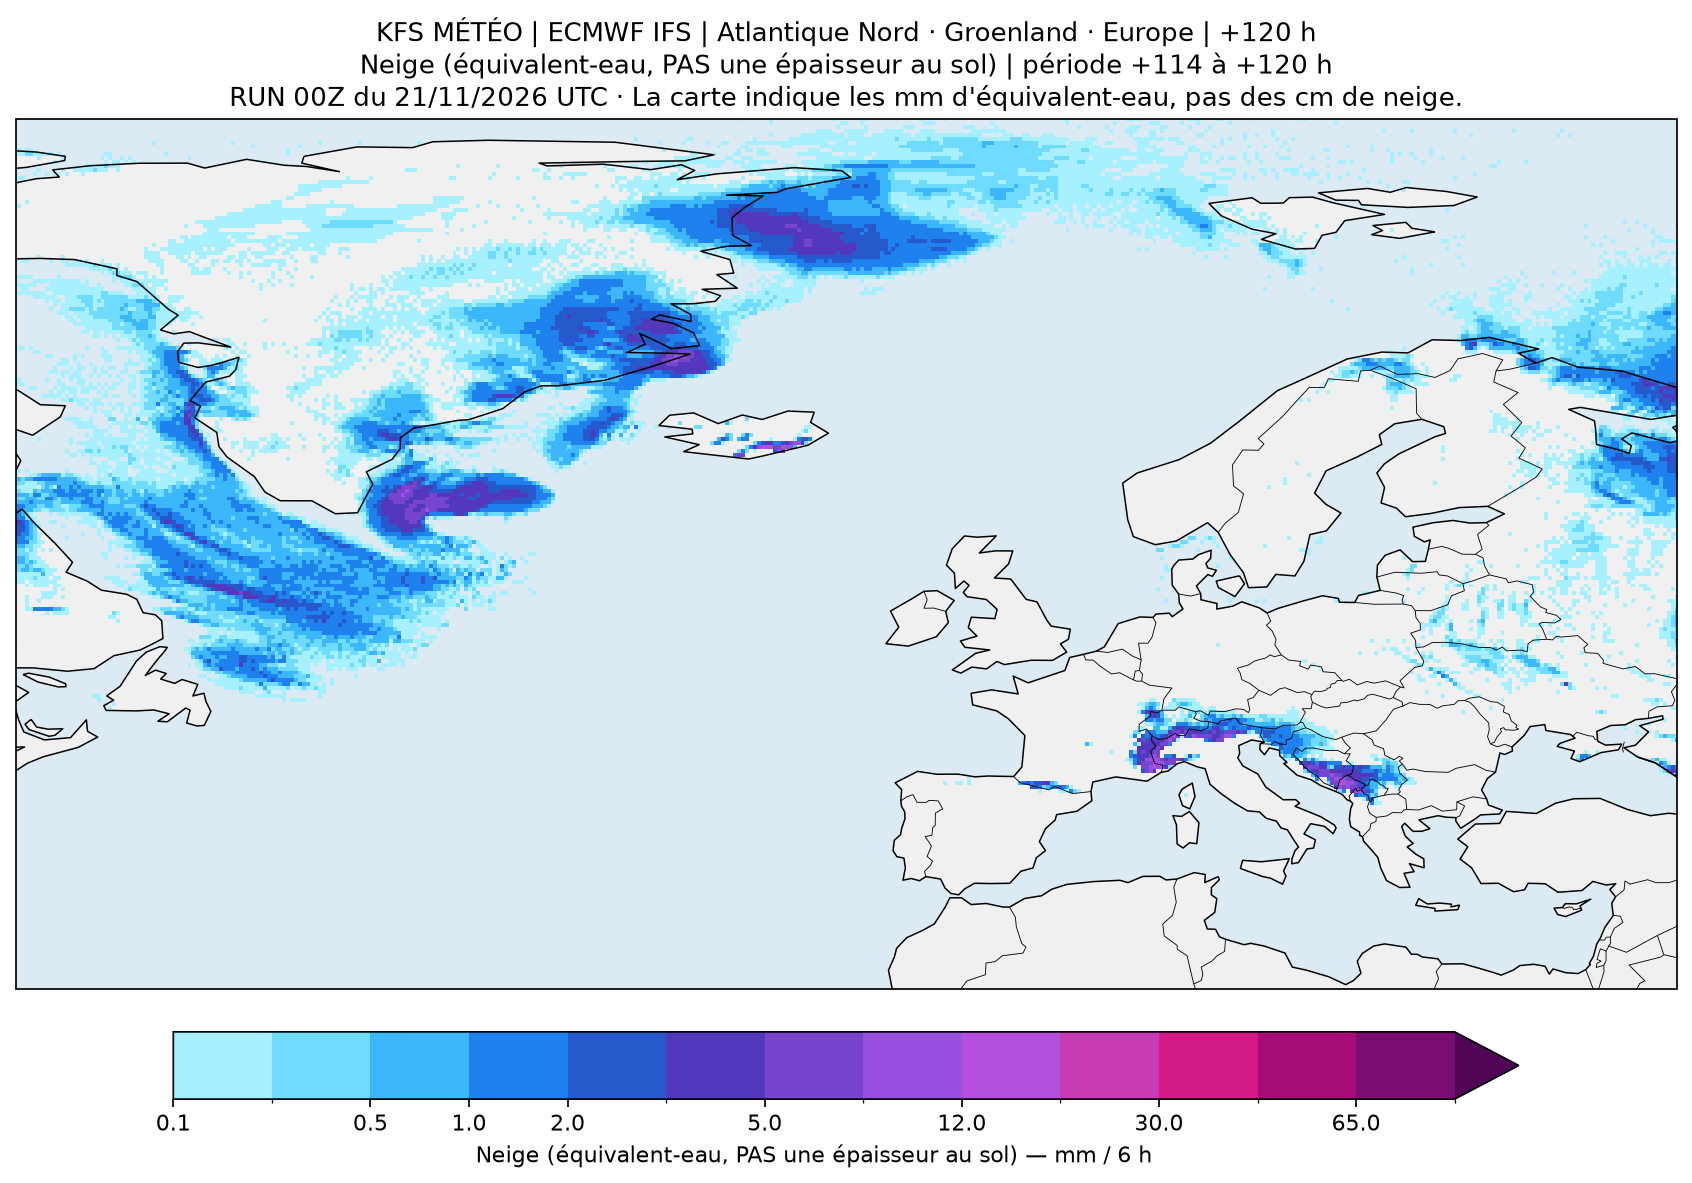 KFS MÉTÉO | ECMWF IFS | Atlantique Nord · Groenland · Europe | +120 h
Neige (équivalent-eau, PAS une épaisseur au sol) | période +114 à +120 h
RUN 00Z du 21/11/2026 UTC · La carte indique les mm d'équivalent-eau, pas des cm de neige.
0.1 0.5 1.0 2.0 5.0 12.0 30.0 65.0
Neige (équivalent-eau, PAS une épaisseur au sol) — mm / 6 h